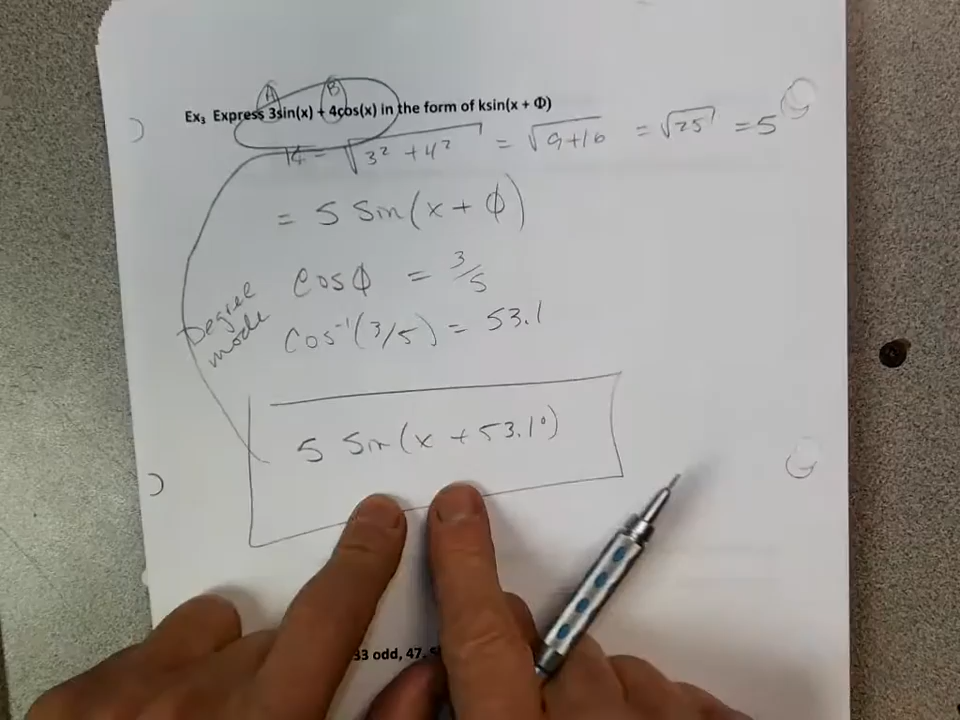 A B
Ex₃ Express 3sin(x) + 4cos(x) in the form of ksin(x + Φ)
K = √3² + 4² = √9+16 = √25 = 5
= 5 Sin(x + ϕ)
Cosϕ = 3/5
Degree mode
Cos⁻¹(3/5) = 53.1
5 Sin(x + 53.1°)
33 odd, 47,